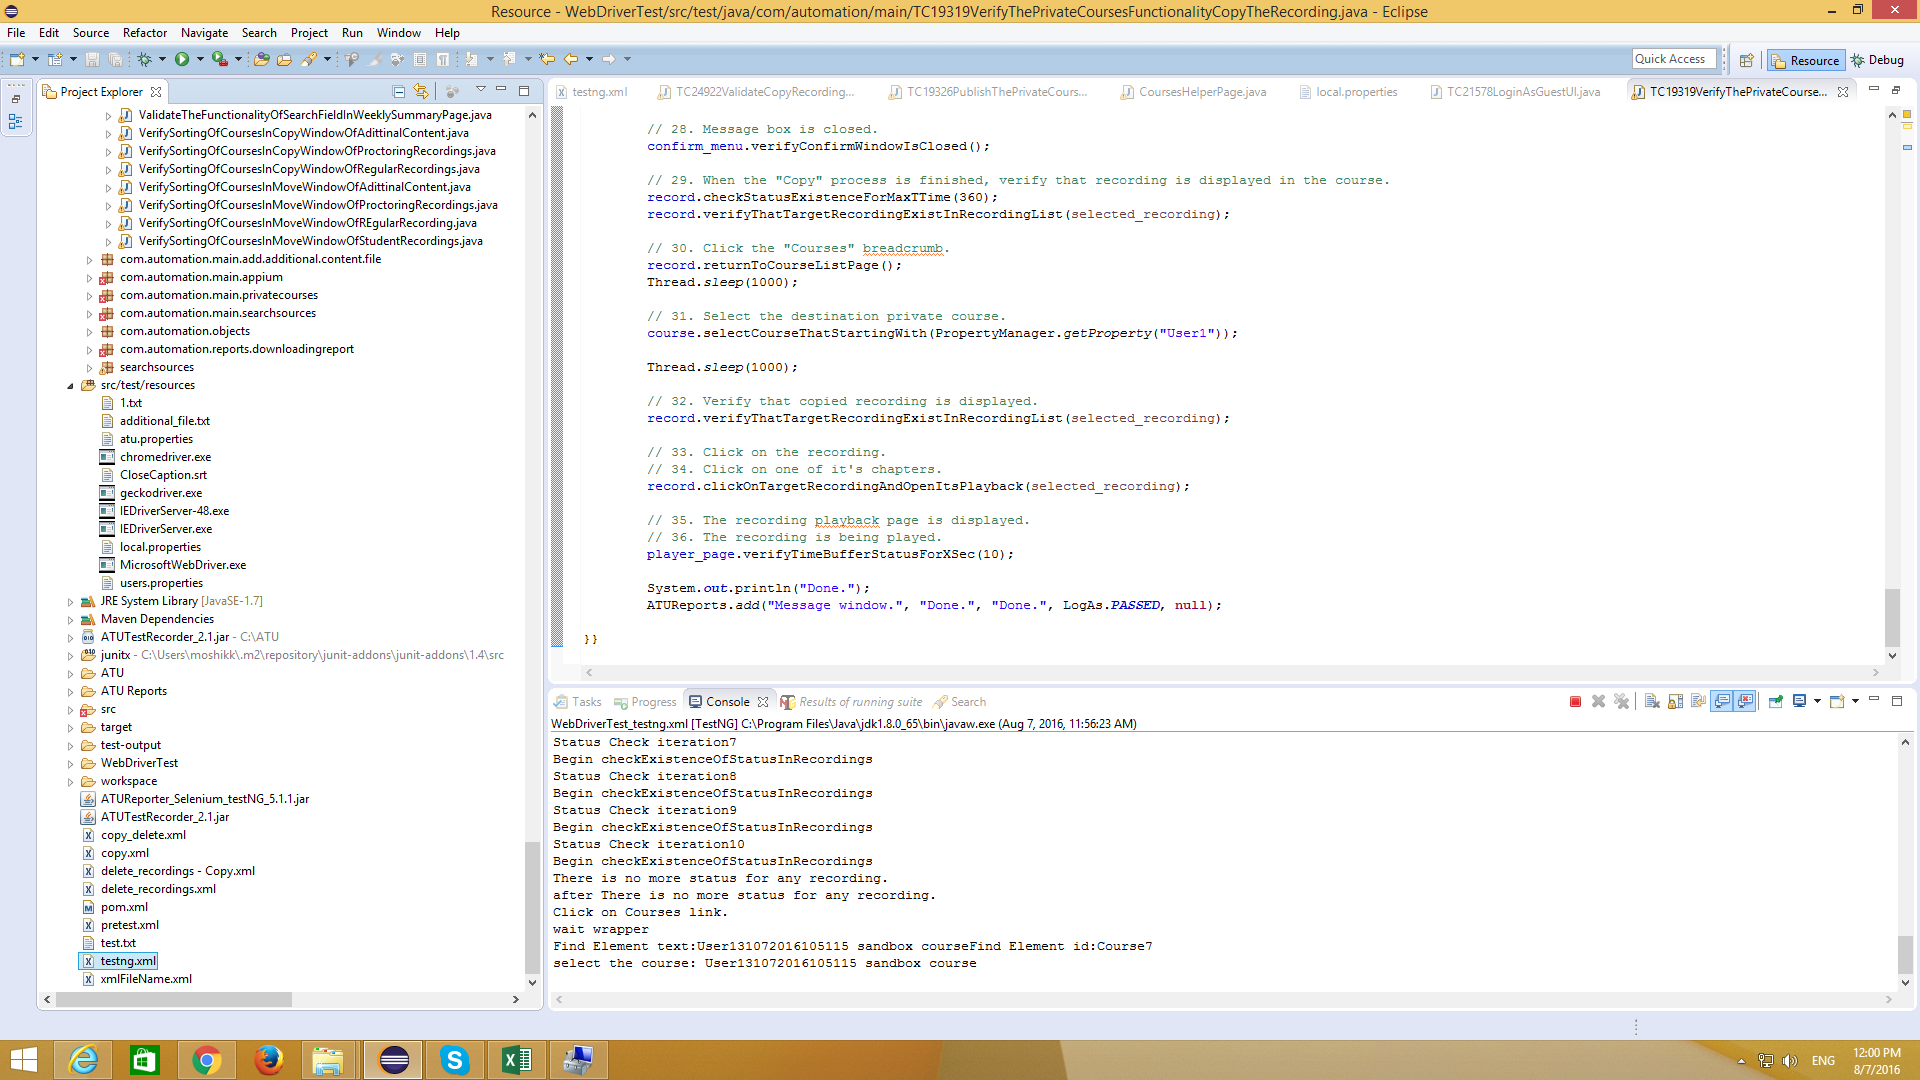 Resource - WebDriverTest/src/test/java/com/automation/main/TC19319VerifyThePrivateCoursesFunctionalityCopyTheRecording.java - Eclipse
File Edit Source Refactor Navigate Search Project Run Window Help
Quick Access
Resource
Debug
Project Explorer
ValidateTheFunctionalityOfSearchFieldInWeeklySummaryPage.java
VerifySortingOfCoursesInCopyWindowOfAdittinalContent.java
VerifySortingOfCoursesInCopyWindowOfProctoringRecordings.java
VerifySortingOfCoursesInCopyWindowOfRegularRecordings.java
VerifySortingOfCoursesInMoveWindowOfAdittinalContent.java
VerifySortingOfCoursesInMoveWindowOfProctoringRecordings.java
VerifySortingOfCoursesInMoveWindowOfREgularRecording.java
VerifySortingOfCoursesInMoveWindowOfStudentRecordings.java
com.automation.main.add.additional.content.file
com.automation.main.appium
com.automation.main.privatecourses
com.automation.main.searchsources
com.automation.objects
com.automation.reports.downloadingreport
searchsources
src/test/resources
1.txt
additional_file.txt
atu.properties
chromedriver.exe
CloseCaption.srt
geckodriver.exe
IEDriverServer-48.exe
IEDriverServer.exe
local.properties
MicrosoftWebDriver.exe
users.properties
JRE System Library [JavaSE-1.7]
Maven Dependencies
ATUTestRecorder_2.1.jar - C:\ATU
junitx - C:\Users\moshikk\.m2\repository\junit-addons\junit-addons\1.4\src
ATU
ATU Reports
src
target
test-output
WebDriverTest
workspace
ATUReporter_Selenium_testNG_5.1.1.jar
ATUTestRecorder_2.1.jar
copy_delete.xml
copy.xml
delete_recordings - Copy.xml
delete_recordings.xml
pom.xml
pretest.xml
test.txt
testng.xml
xmlFileName.xml
testng.xml
TC24922ValidateCopyRecording...
TC19326PublishThePrivateCours...
CoursesHelperPage.java
local.properties
TC21578LoginAsGuestUI.java
TC19319VerifyThePrivateCourse...
// 28. Message box is closed.
confirm_menu.verifyConfirmWindowIsClosed();
// 29. When the "Copy" process is finished, verify that recording is displayed in the course.
record.checkStatusExistenceForMaxTTime(360);
record.verifyThatTargetRecordingExistInRecordingList(selected_recording);
// 30. Click the "Courses" breadcrumb.
record.returnToCourseListPage();
Thread.sleep(1000);
// 31. Select the destination private course.
course.selectCourseThatStartingWith(PropertyManager.getProperty("User1"));
Thread.sleep(1000);
// 32. Verify that copied recording is displayed.
record.verifyThatTargetRecordingExistInRecordingList(selected_recording);
// 33. Click on the recording.
// 34. Click on one of it's chapters.
record.clickOnTargetRecordingAndOpenItsPlayback(selected_recording);
// 35. The recording playback page is displayed.
// 36. The recording is being played.
player_page.verifyTimeBufferStatusForXSec(10);
System.out.println("Done.");
ATUReports.add("Message window.", "Done.", "Done.", LogAs.PASSED, null);
}}
Tasks Progress Console Results of running suite Search
WebDriverTest_testng.xml [TestNG] C:\Program Files\Java\jdk1.8.0_65\bin\javaw.exe (Aug 7, 2016, 11:56:23 AM)
Status Check iteration7
Begin checkExistenceOfStatusInRecordings
Status Check iteration8
Begin checkExistenceOfStatusInRecordings
Status Check iteration9
Begin checkExistenceOfStatusInRecordings
Status Check iteration10
Begin checkExistenceOfStatusInRecordings
There is no more status for any recording.
after There is no more status for any recording.
Click on Courses link.
wait wrapper
Find Element text:User131072016105115 sandbox courseFind Element id:Course7
select the course: User131072016105115 sandbox course
ENG
12:00 PM
8/7/2016